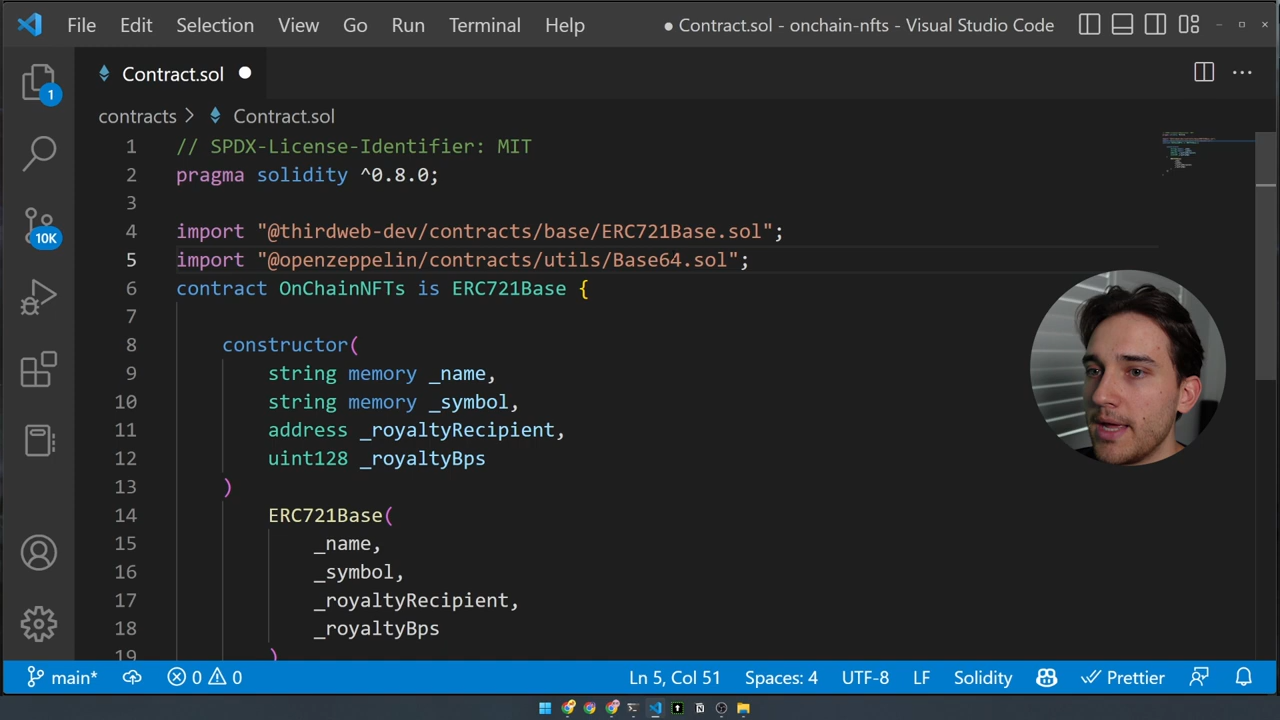 File Edit Selection View Go Run Terminal Help ● Contract.sol - onchain-nfts - Visual Studio Code
1
Contract.sol
contracts > Contract.sol
1 // SPDX-License-Identifier: MIT
2 pragma solidity ^0.8.0;
3
4 import "@thirdweb-dev/contracts/base/ERC721Base.sol";
10K
5 import "@openzeppelin/contracts/utils/Base64.sol";
6 contract OnChainNFTs is ERC721Base {
7
8 constructor(
9 string memory _name,
10 string memory _symbol,
11 address _royaltyRecipient,
12 uint128 _royaltyBps
13 )
14 ERC721Base(
15 _name,
16 _symbol,
17 _royaltyRecipient,
18 _royaltyBps
19 )
main* 0 0 Ln 5, Col 51 Spaces: 4 UTF-8 LF Solidity Prettier